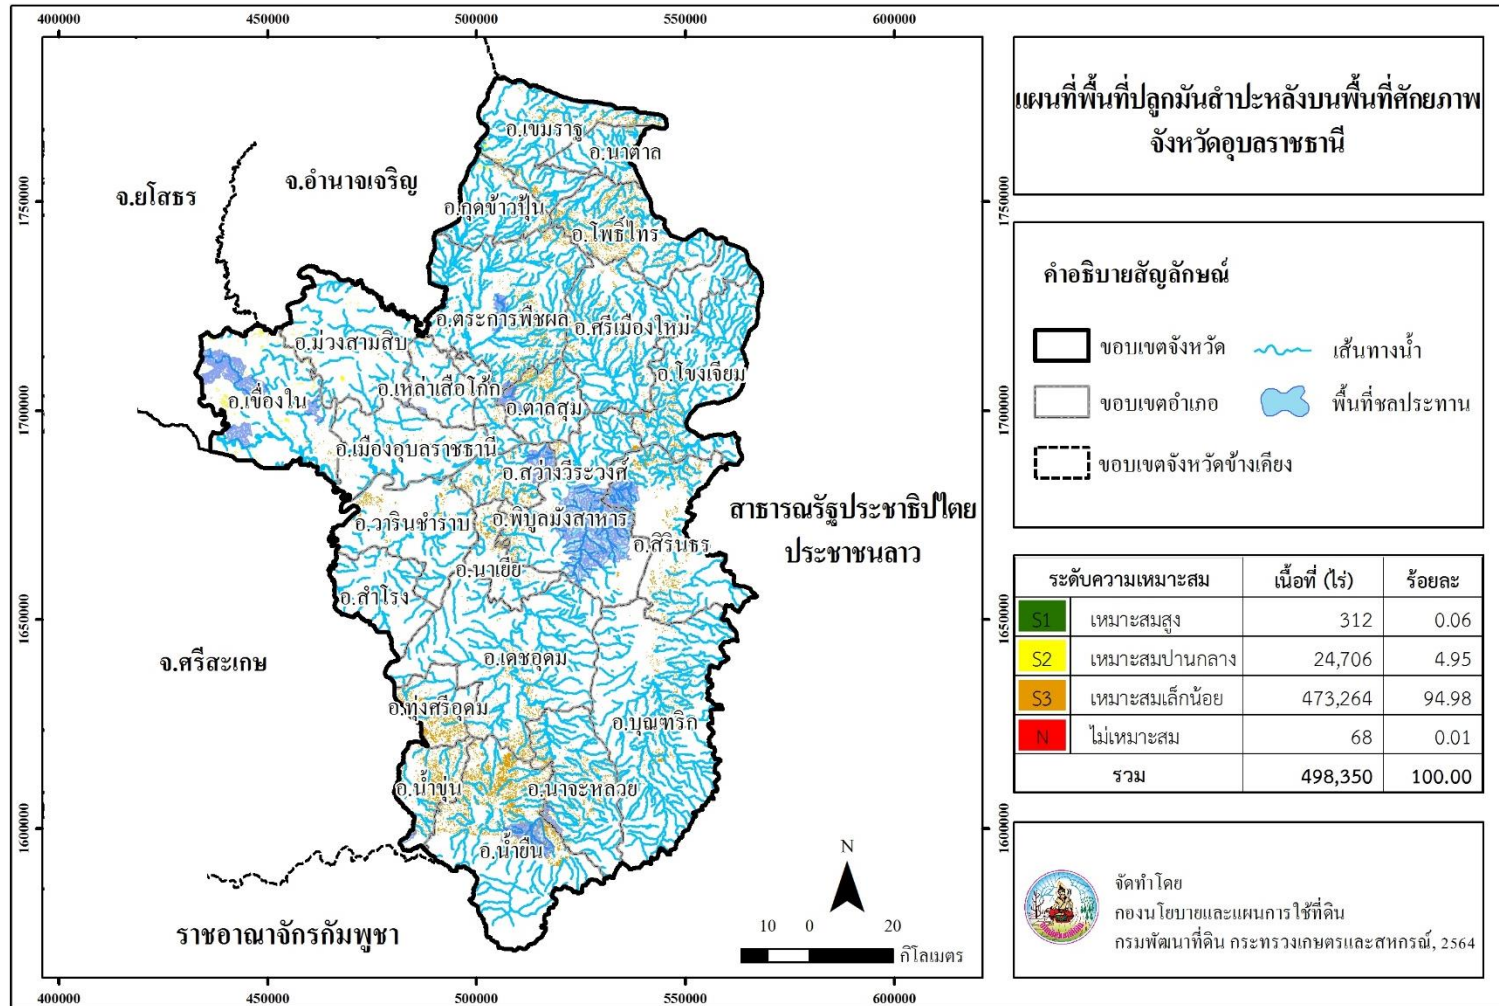 400000 450000 500000 550000 600000
1750000
1700000
1650000
1600000
จ.ยโสธร
จ.อำนาจเจริญ
อ.เขมราฐ
อ.นาตาล
อ.กุดข้าวปุ้น
อ.โพธิ์ไทร
อ.ตระการพืชผล
อ.ศรีเมืองใหม่
อ.ม่วงสามสิบ
อ.โขงเจียม
อ.เหล่าเสือโก้ก
อ.เขื่องใน
อ.ตาลสุม
อ.เมืองอุบลราชธานี
อ.สว่างวีระวงศ์
อ.วารินชำราบ
อ.พิบูลมังสาหาร
อ.สิรินธร
อ.นาเยีย
อ.สำโรง
อ.เดชอุดม
อ.ทุ่งศรีอุดม
อ.บุณฑริก
อ.น้ำขุ่น
อ.นาจะหลวย
อ.น้ำยืน
จ.ศรีสะเกษ
สาธารณรัฐประชาธิปไตย
ประชาชนลาว
ราชอาณาจักรกัมพูชา
N
10 0 20
กิโลเมตร
1750000
1700000
1650000
1600000
400000 450000 500000 550000 600000
แผนที่พื้นที่ปลูกมันสำปะหลังบนพื้นที่ศักยภาพ
จังหวัดอุบลราชธานี
คำอธิบายสัญลักษณ์
ขอบเขตจังหวัด เส้นทางน้ำ
ขอบเขตอำเภอ พื้นที่ชลประทาน
ขอบเขตจังหวัดข้างเคียง
ระดับความเหมาะสม เนื้อที่ (ไร่) ร้อยละ
S1 เหมาะสมสูง 312 0.06
S2 เหมาะสมปานกลาง 24,706 4.95
S3 เหมาะสมเล็กน้อย 473,264 94.98
N ไม่เหมาะสม 68 0.01
รวม 498,350 100.00
จัดทำโดย
กองนโยบายและแผนการใช้ที่ดิน
กรมพัฒนาที่ดิน กระทรวงเกษตรและสหกรณ์, 2564